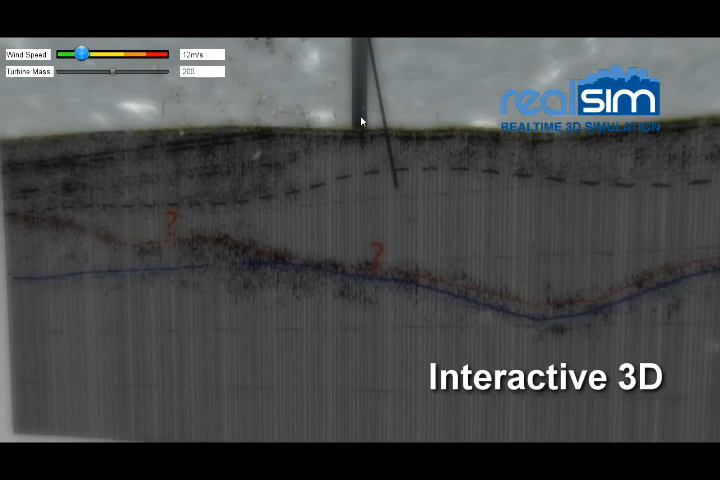 Wind Speed
12m/s
Turbine Mass
200
realsim
REALTIME 3D SIMULATION
?
?
Interactive 3D